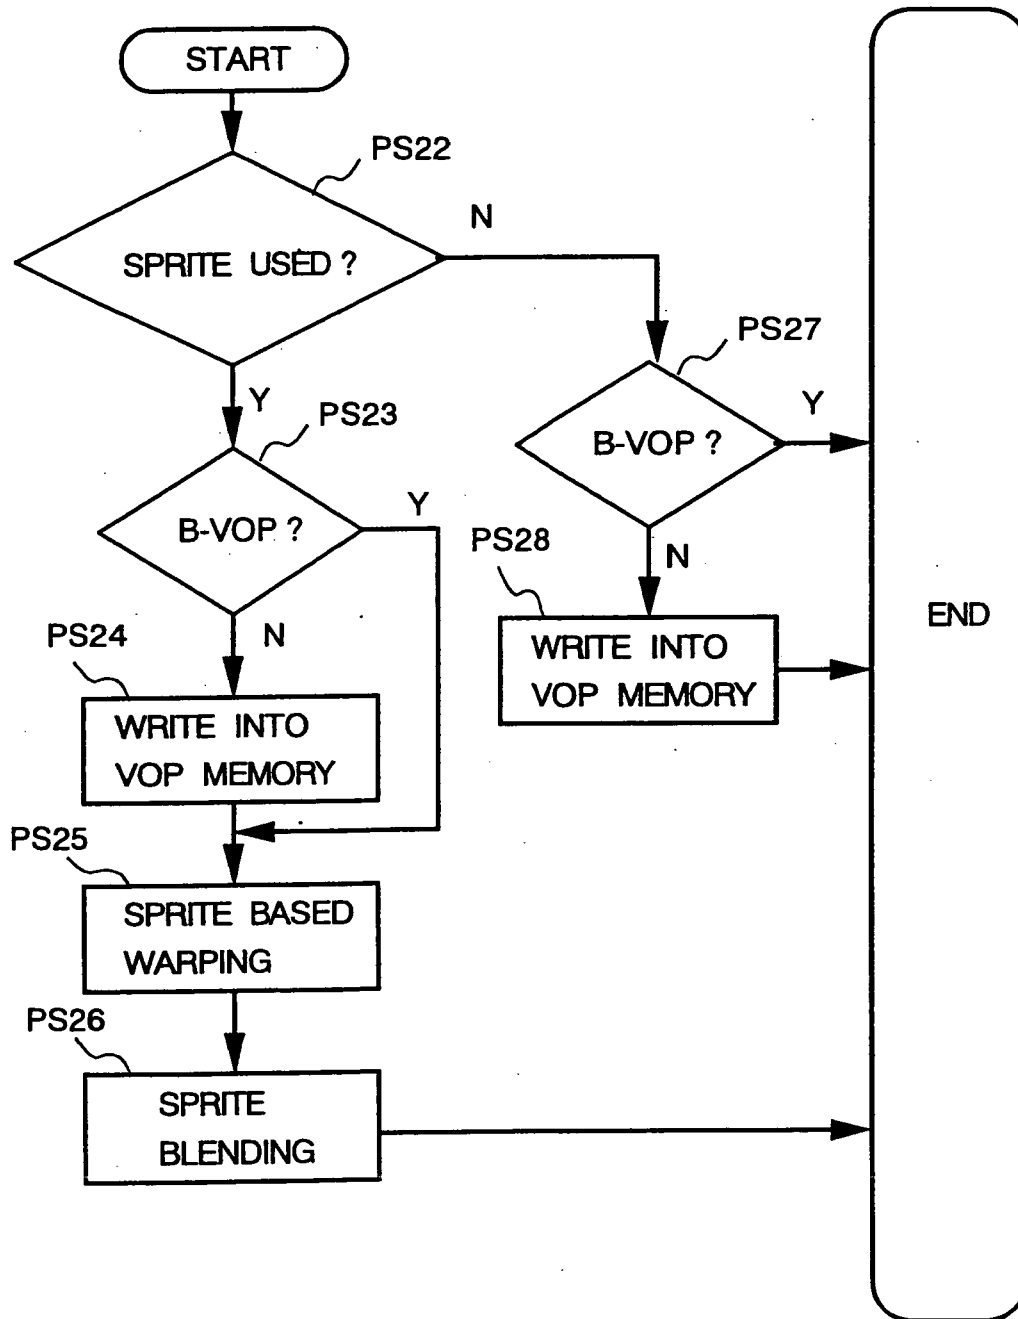 START
PS22
N
SPRITE USED ?
PS27
Y
PS23
Y
B-VOP ?
Y
B-VOP ?
PS28
N
PS24
N
WRITE INTO
VOP MEMORY
END
WRITE INTO
VOP MEMORY
PS25
SPRITE BASED
WARPING
PS26
SPRITE
BLENDING